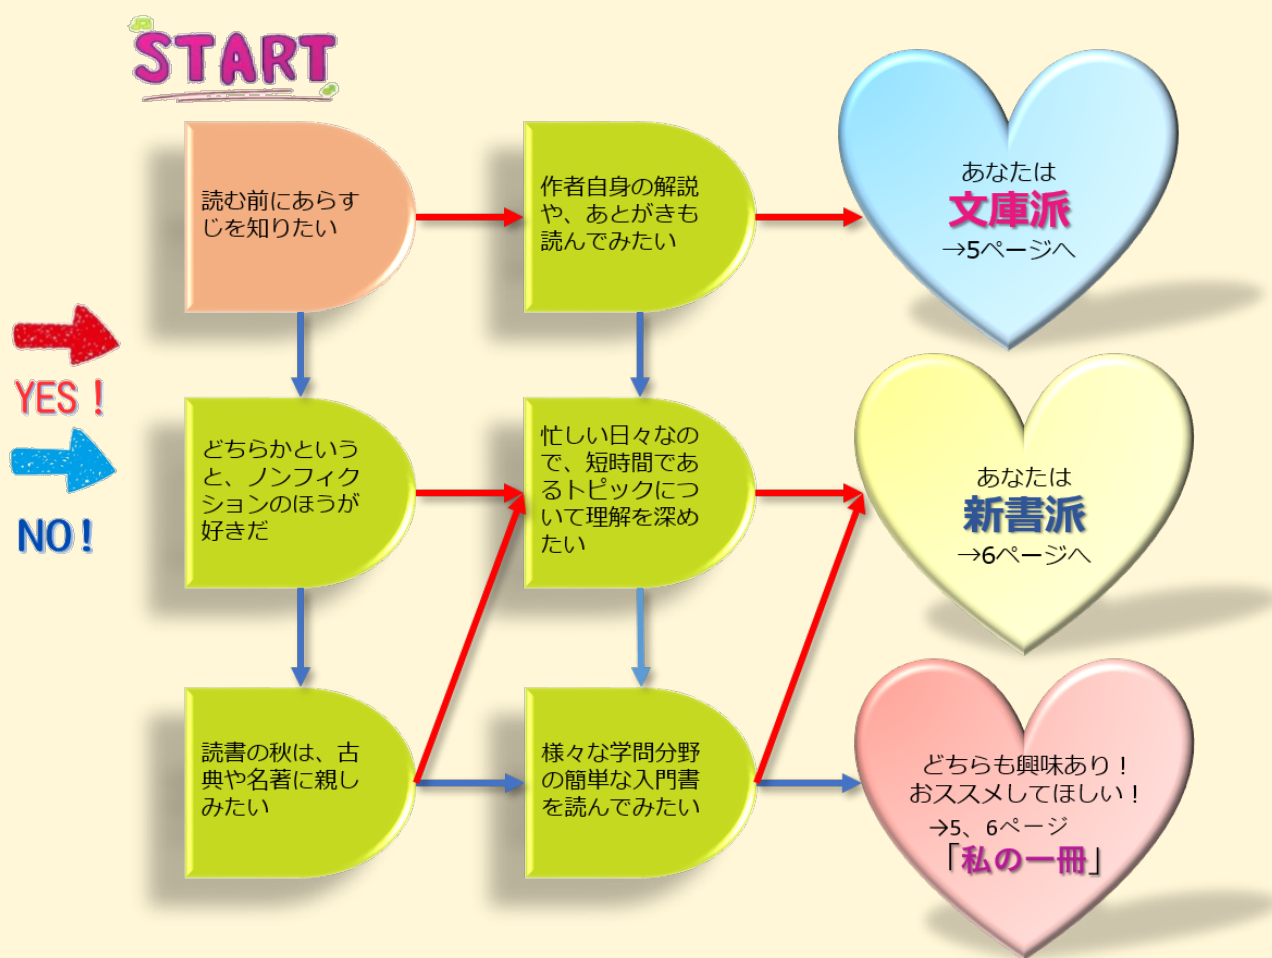 START
読む前にあらす
じを知りたい
作者自身の解説
や、あとがきも
読んでみたい
あなたは
文庫派
→5ページへ
YES！
NO！
どちらかという
と、ノンフィク
ションのほうが
好きだ
忙しい日々なの
で、短時間であ
るトピックにつ
いて理解を深め
たい
あなたは
新書派
→6ページへ
読書の秋は、古
典や名著に親し
みたい
様々な学問分野
の簡単な入門書
を読んでみたい
どちらも興味あり！
おススメしてほしい！
→5、6ページ
「私の一冊」